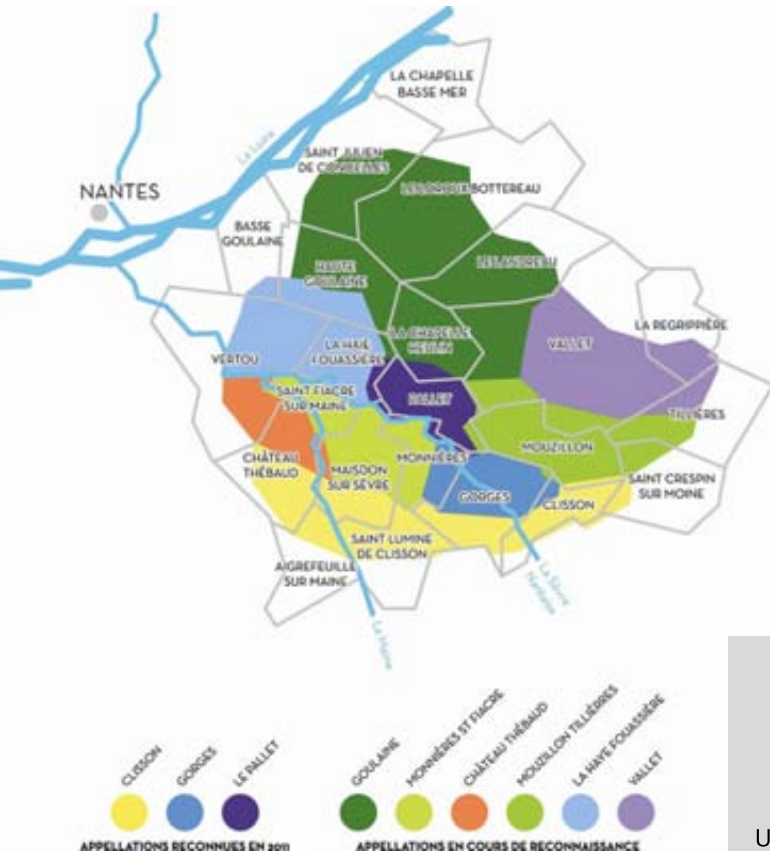 LA CHAPELLE
BASSE MER
La Loire
SAINT JULIEN
DE CONCELLES
LE LOROUX BOTTEREAU
NANTES
BASSE
GOULAINE
HAUTE
GOULAINE
LE LANDREAU
LA REGRIPPIÈRE
LA CHAPELLE
HEULIN
VALLET
VERTOU
LA HAIE
FOUASSIÈRE
SAINT FIACRE
SUR MAINE
PALLET
TILLIÈRES
MOUZILLON
CHÂTEAU
THÉBAUD
MAISDON
SUR SÈVRE
MONNIÈRES
GORGES
CLISSON
SAINT CRESPIN
SUR MOINE
SAINT LUMINE
DE CLISSON
AIGREFEUILLE
SUR MAINE
La Sèvre
Nantaise
La Maine
CLISSON
GORGES
LE PALLET
GOULAINE
MONNIÈRES ST FIACRE
CHÂTEAU THÉBAUD
MOUZILLON TILLIÈRES
LA HAYE FOUASSIÈRE
VALLET
APPELLATIONS RECONNUES EN 2011
APPELLATIONS EN COURS DE RECONNAISSANCE
U